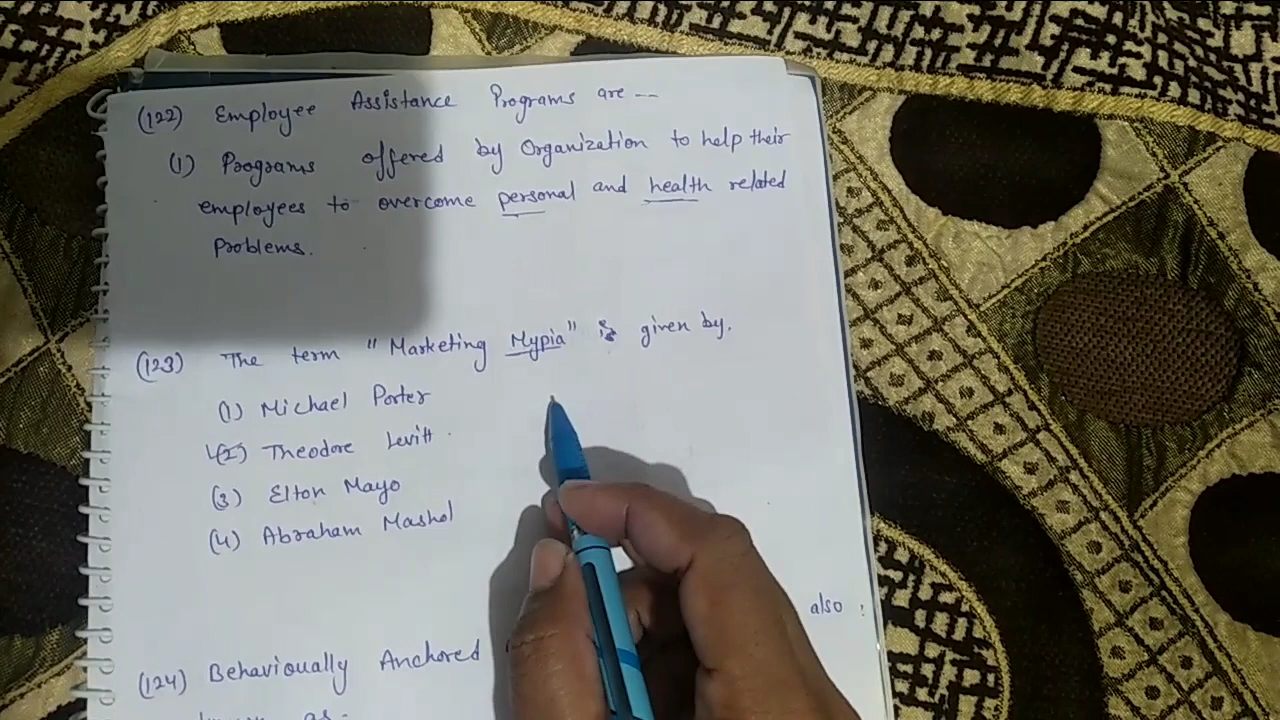 (122) Employee Assistance Programs are --
(1) Programs offered by Organization to help their
employees to overcome personal and health related
Problems.
(123) The term "Marketing Mypia" is given by.
(1) Michael Porter
(2) Theodore Levitt
(3) Elton Mayo
(4) Abraham Mashol
also :
(124) Behaviourally Anchored
as-